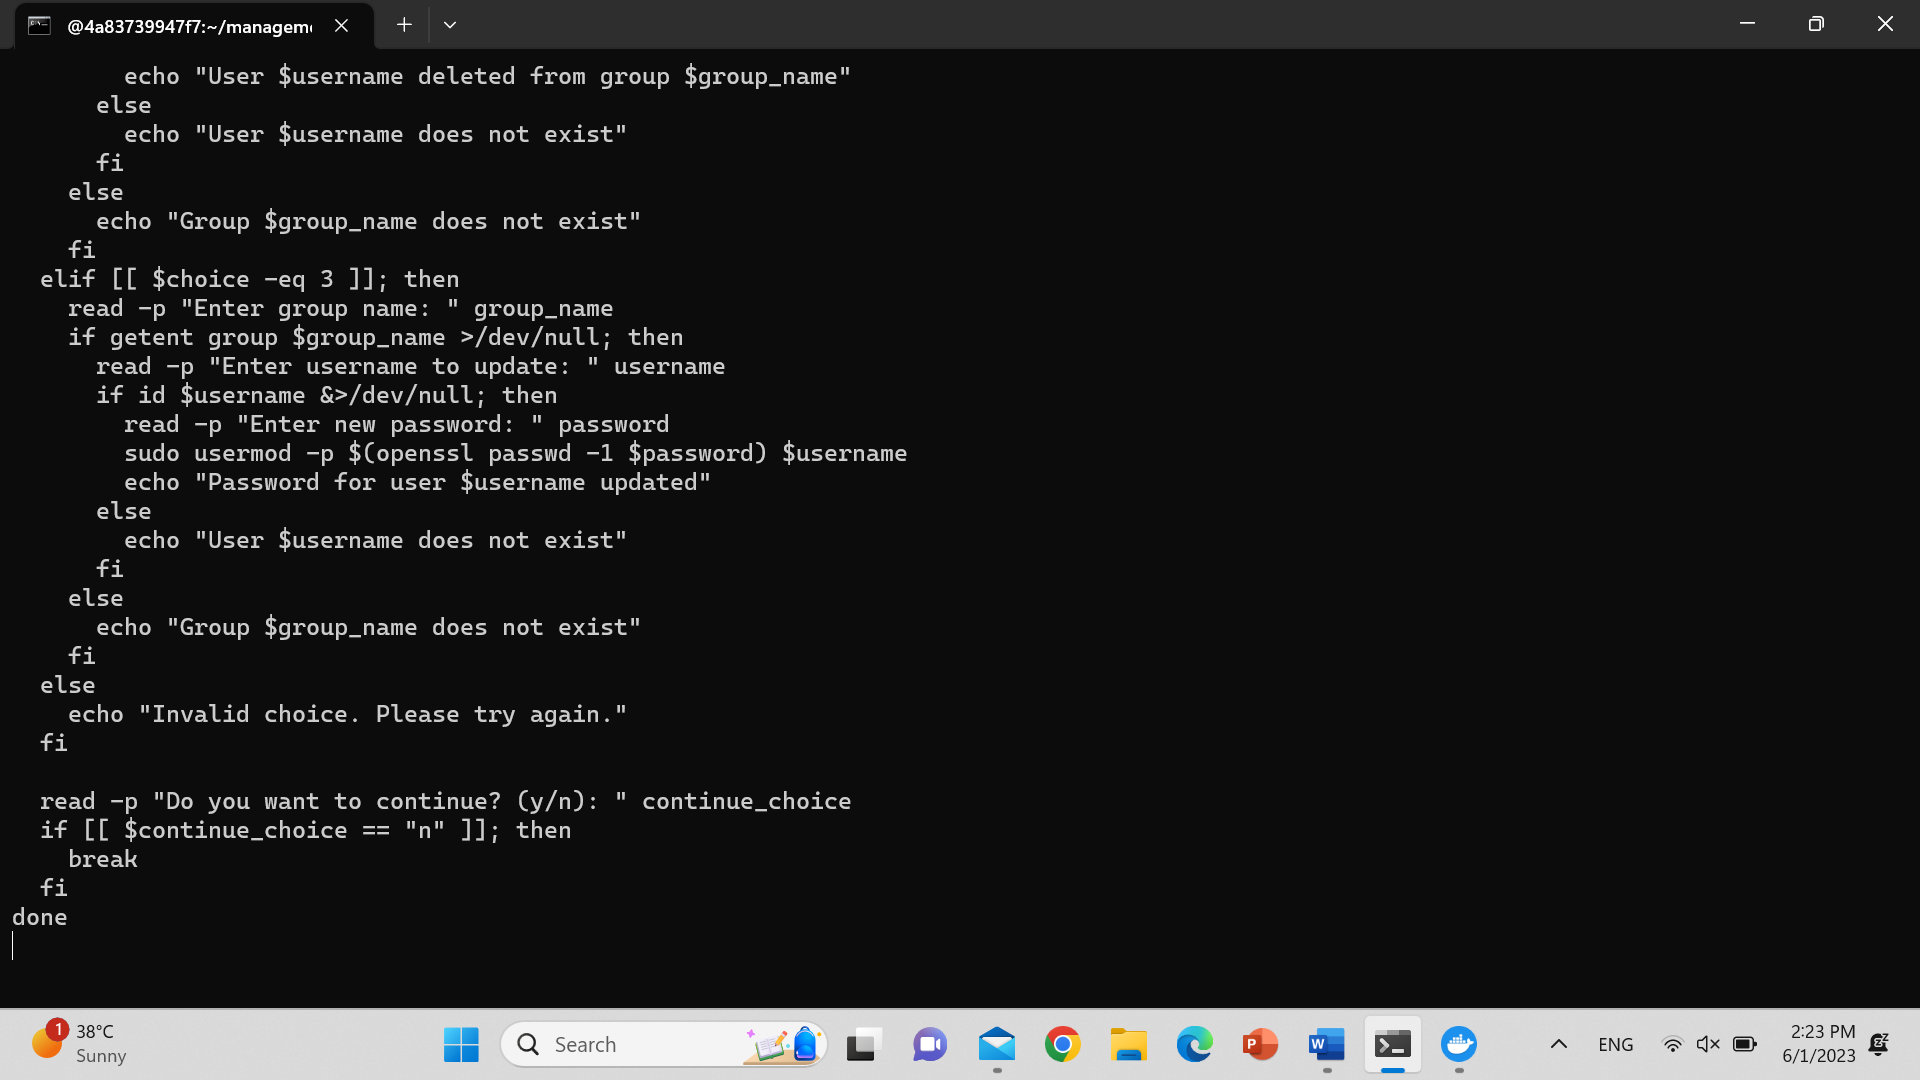 @4a83739947f7:~/manageme
        echo "User $username deleted from group $group_name"
      else
        echo "User $username does not exist"
      fi
    else
      echo "Group $group_name does not exist"
    fi
  elif [[ $choice -eq 3 ]]; then
    read -p "Enter group name: " group_name
    if getent group $group_name >/dev/null; then
      read -p "Enter username to update: " username
      if id $username &>/dev/null; then
        read -p "Enter new password: " password
        sudo usermod -p $(openssl passwd -1 $password) $username
        echo "Password for user $username updated"
      else
        echo "User $username does not exist"
      fi
    else
      echo "Group $group_name does not exist"
    fi
  else
    echo "Invalid choice. Please try again."
  fi

  read -p "Do you want to continue? (y/n): " continue_choice
  if [[ $continue_choice == "n" ]]; then
    break
  fi
done
1
38°C
Sunny
Search
P
W
ENG
2:23 PM
6/1/2023